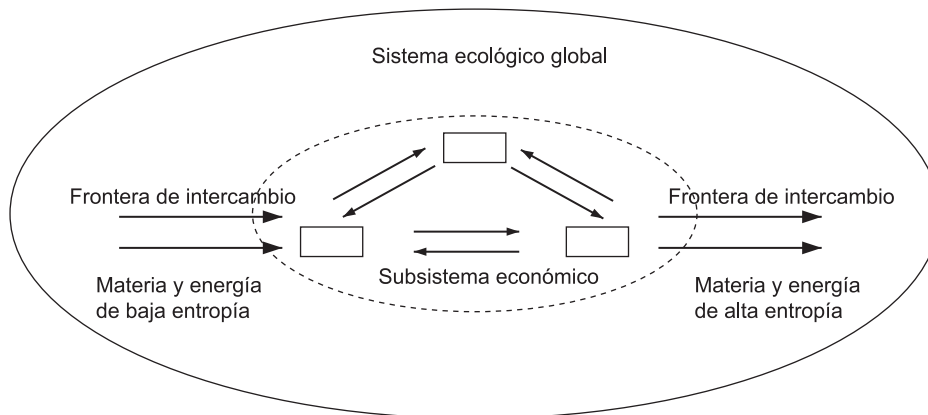 Sistema ecológico global
Frontera de intercambio
Frontera de intercambio
Subsistema económico
Materia y energía
de baja entropía
Materia y energía
de alta entropía